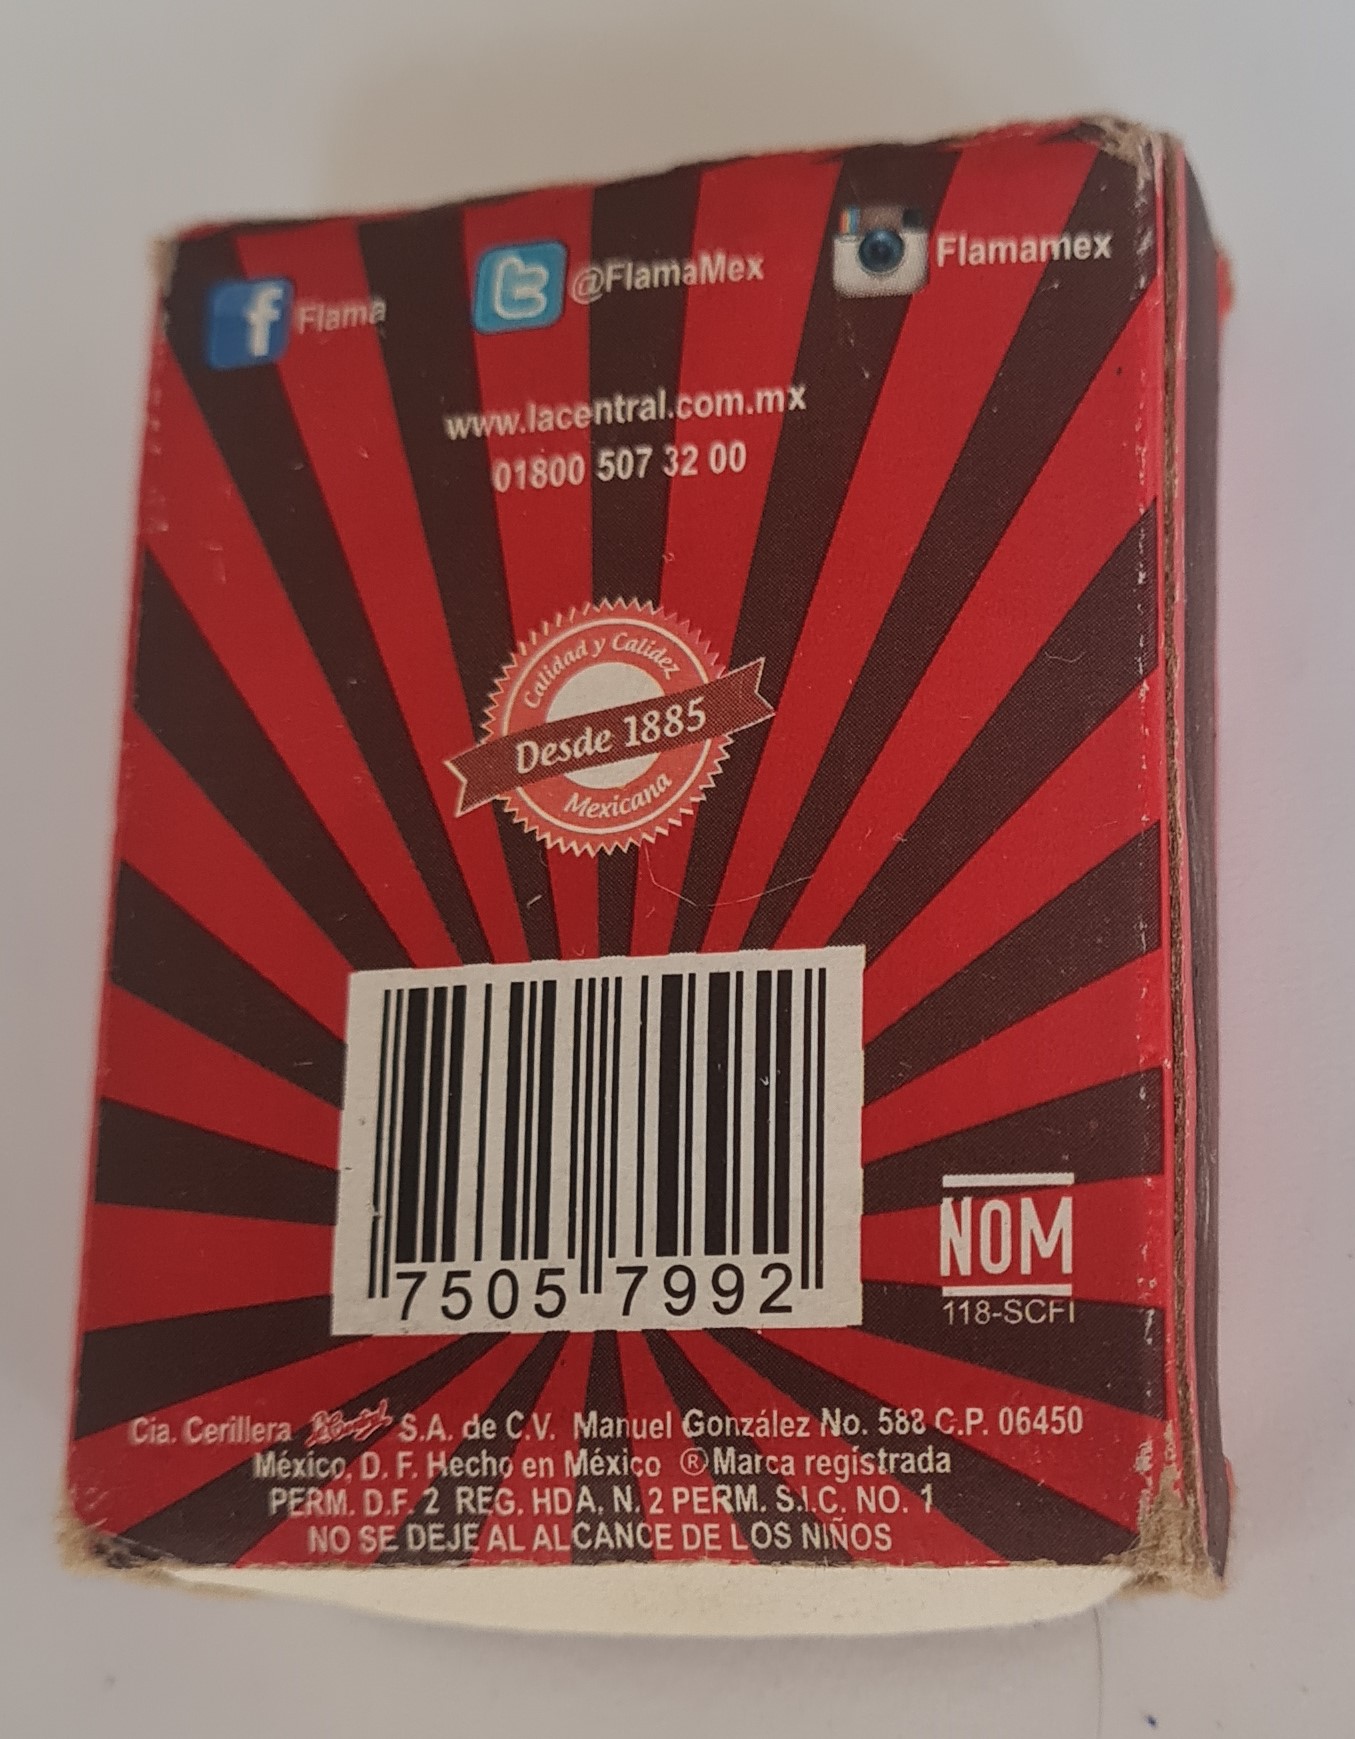 Flama @FlamaMex Flamamex
www.lacentral.com.mx
01800 507 32 00
Calidad y Calidez
Desde 1885
Mexicana
7505 7992
NOM
118-SCFI
Cia. Cerillera La Central S.A. de C.V. Manuel González No. 588 C.P. 06450
México, D. F. Hecho en México ®Marca registrada
PERM. D.F. 2 REG. HDA. N. 2 PERM. S.I.C. NO. 1
NO SE DEJE AL ALCANCE DE LOS NIÑOS